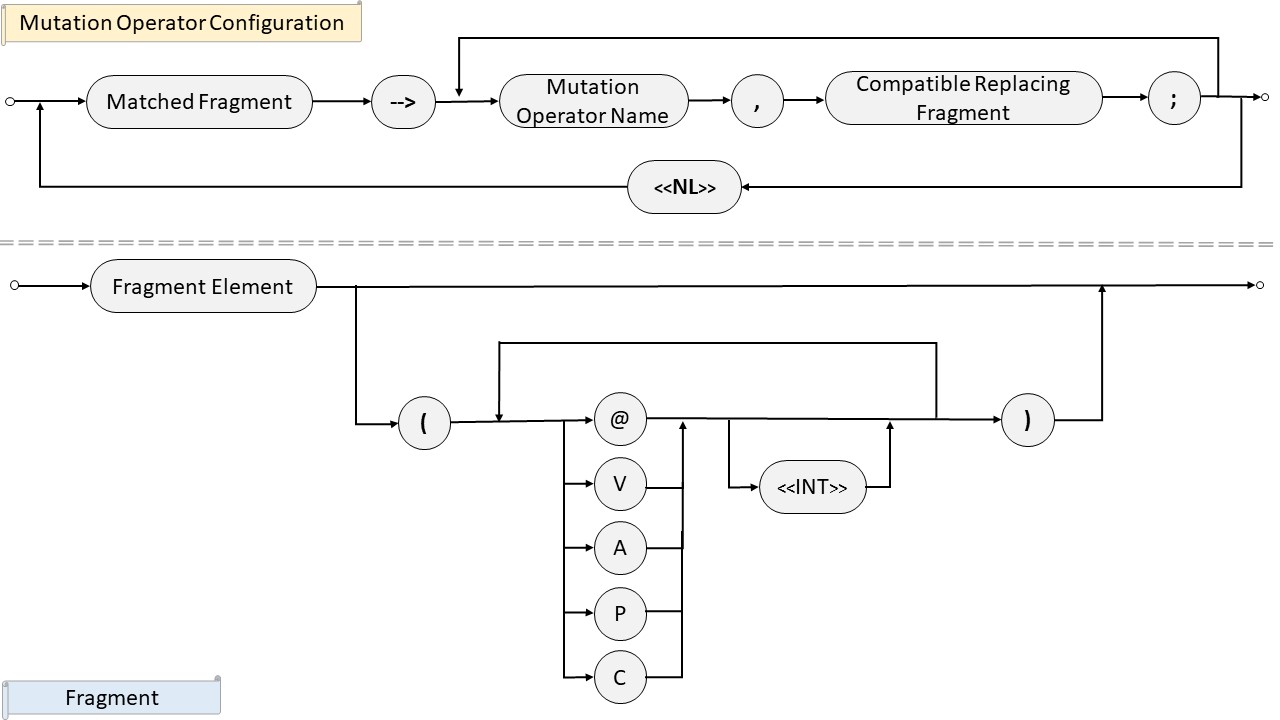 Mutation Operator Configuration
Matched Fragment
-->
Mutation
Operator Name
,
Compatible Replacing
Fragment
;
<<NL>>
Fragment Element
(
@
V
A
P
C
<<INT>>
)
Fragment